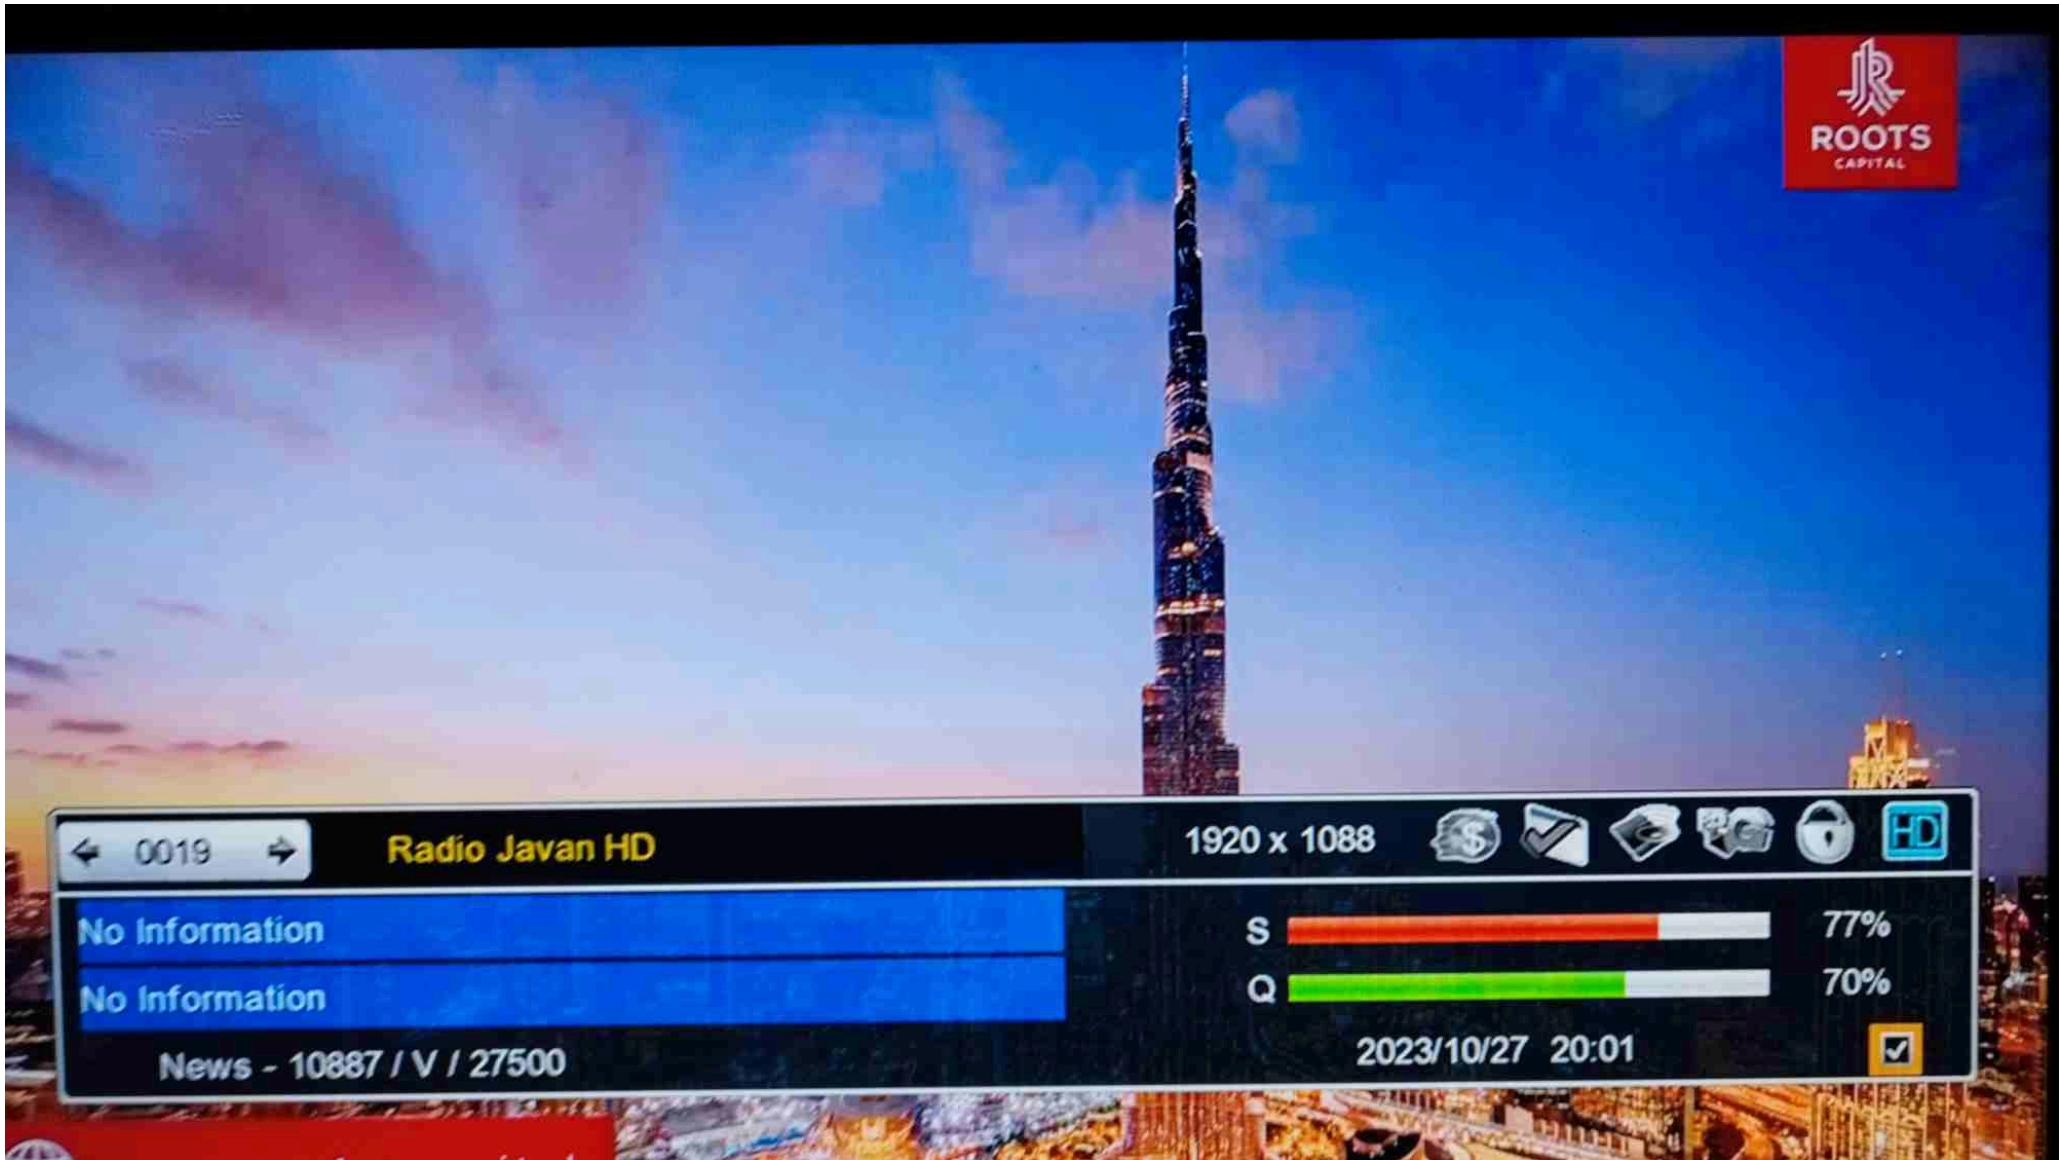 ROOTS
CAPITAL
0019
Radio Javan HD
1920 x 1088
HD
No Information
S
77%
No Information
Q
70%
News - 10887 / V / 27500
2023/10/27 20:01